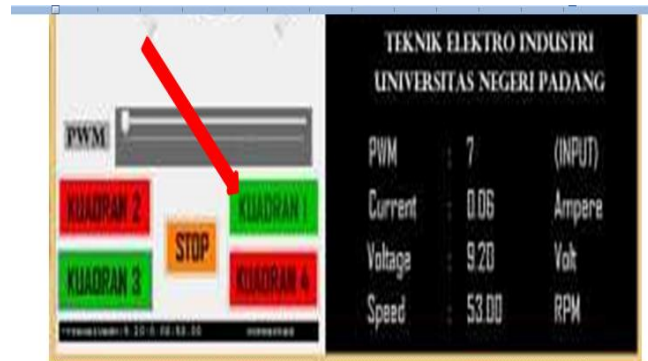 TEKNIK ELEKTRO INDUSTRI
UNIVERSITAS NEGERI PADANG
PWM
KUADRAN 2
KUADRAN 1
STOP
KUADRAN 3
KUADRAN 4
PWM : 7 (INPUT)
Current : 0.06 Ampere
Voltage : 9.20 Volt
Speed : 53.00 RPM